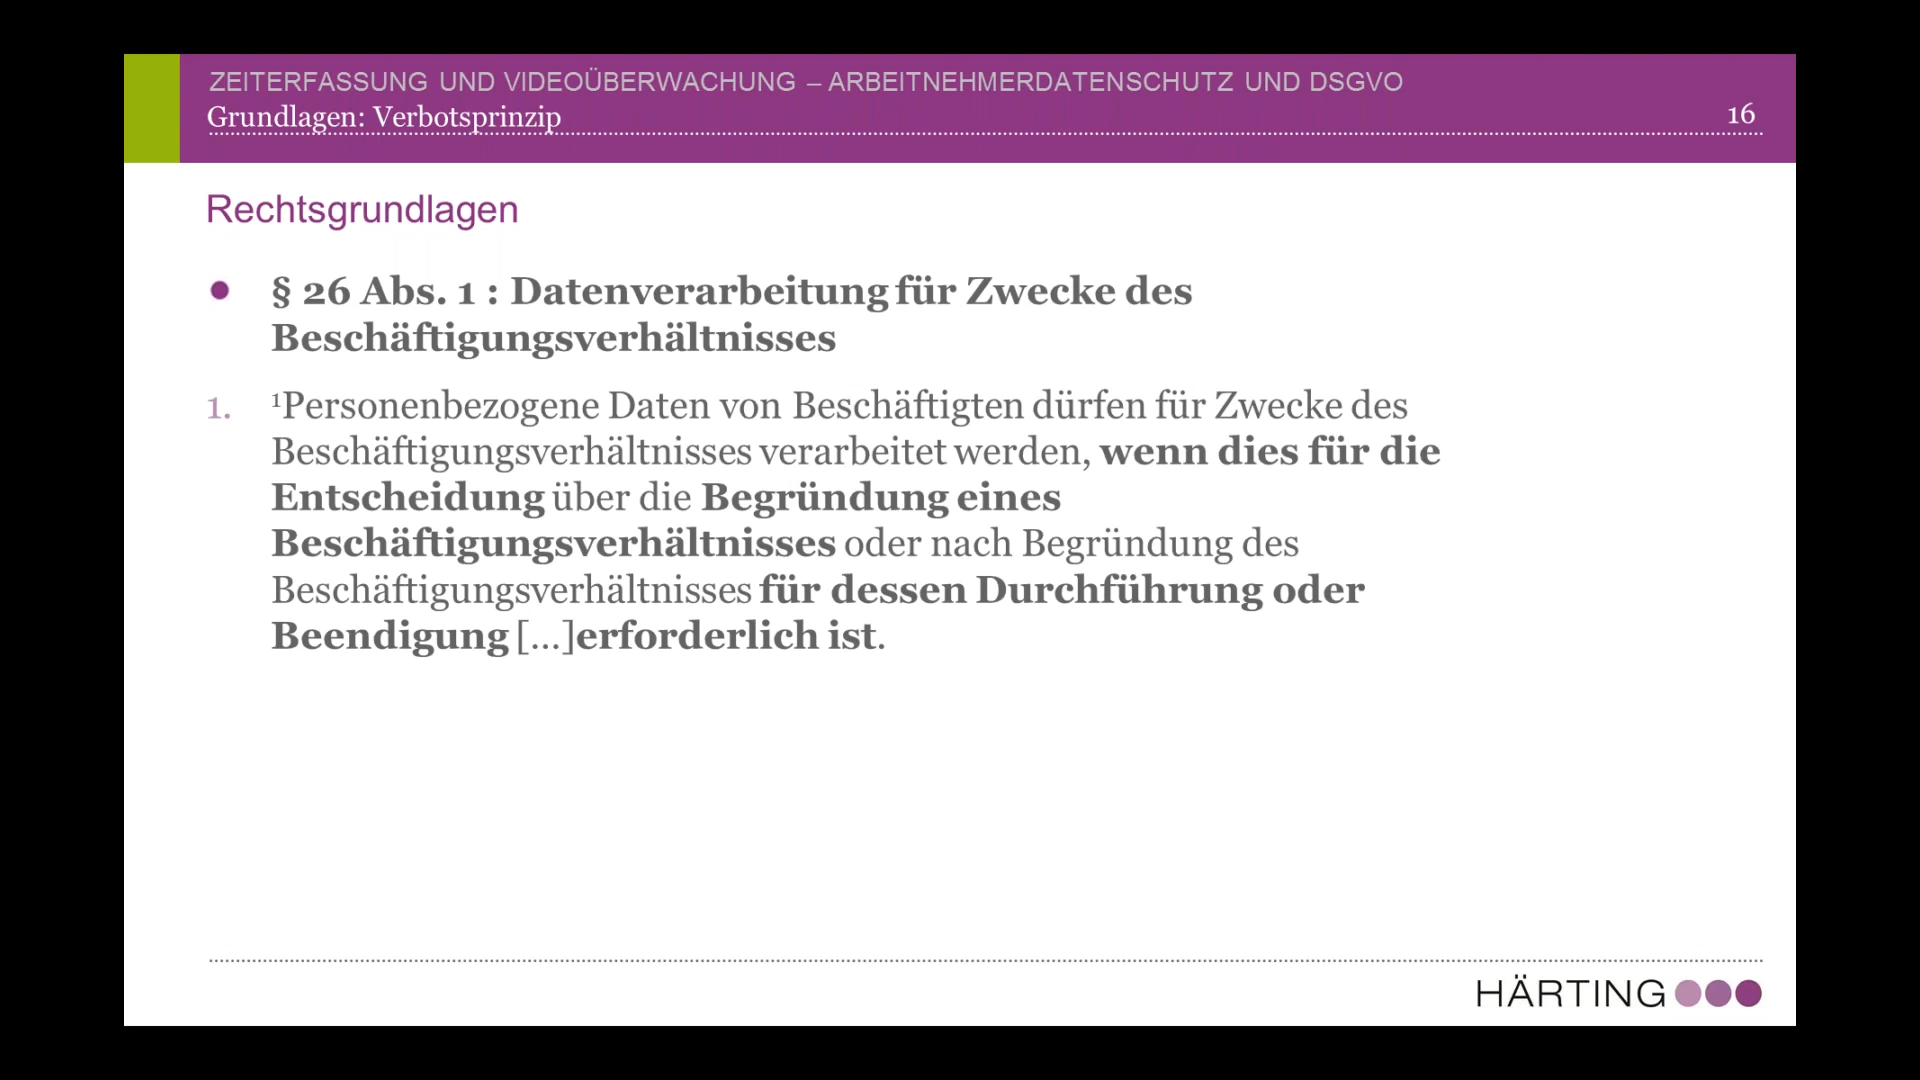 ZEITERFASSUNG UND VIDEOÜBERWACHUNG – ARBEITNEHMERDATENSCHUTZ UND DSGVO
Grundlagen: Verbotsprinzip
16
Rechtsgrundlagen
• § 26 Abs. 1 : Datenverarbeitung für Zwecke des
Beschäftigungsverhältnisses
1. ¹Personenbezogene Daten von Beschäftigten dürfen für Zwecke des
Beschäftigungsverhältnisses verarbeitet werden, wenn dies für die
Entscheidung über die Begründung eines
Beschäftigungsverhältnisses oder nach Begründung des
Beschäftigungsverhältnisses für dessen Durchführung oder
Beendigung [...]erforderlich ist.
HÄRTING